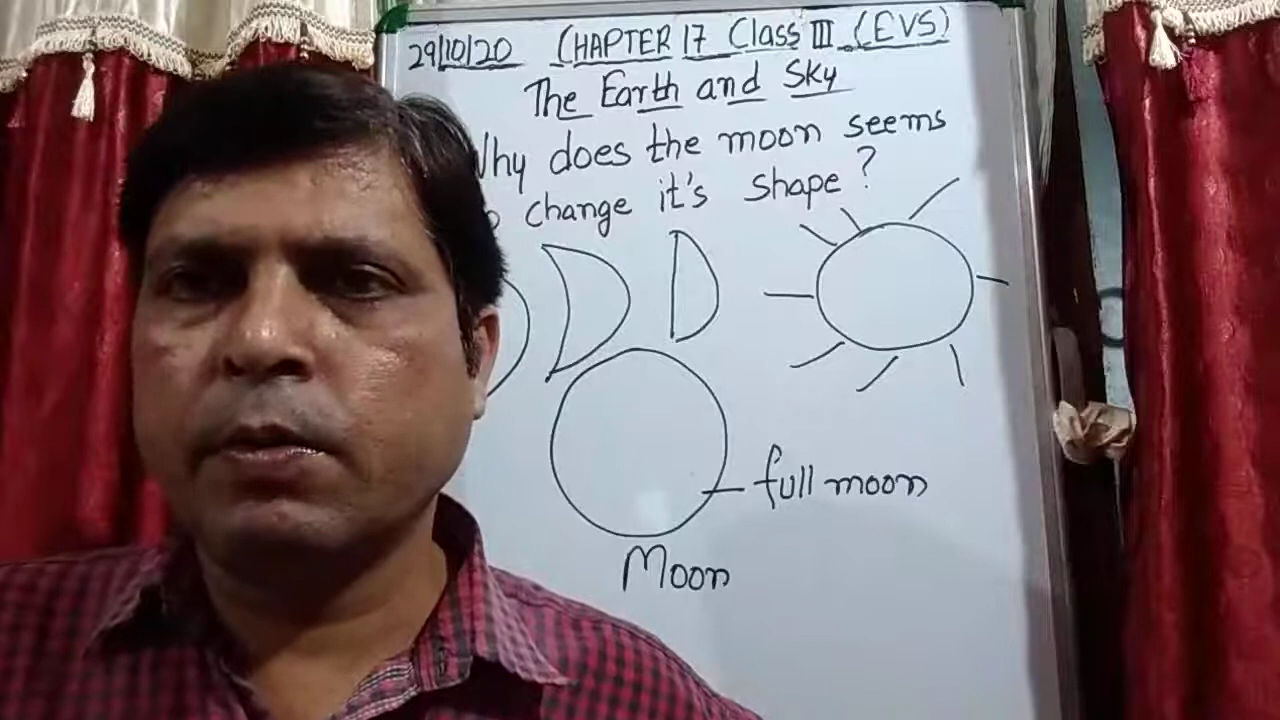 29/10/20 CHAPTER 17 Class III (EVS)
The Earth and Sky
does the moon seems
change it's shape?
full moon
Moon